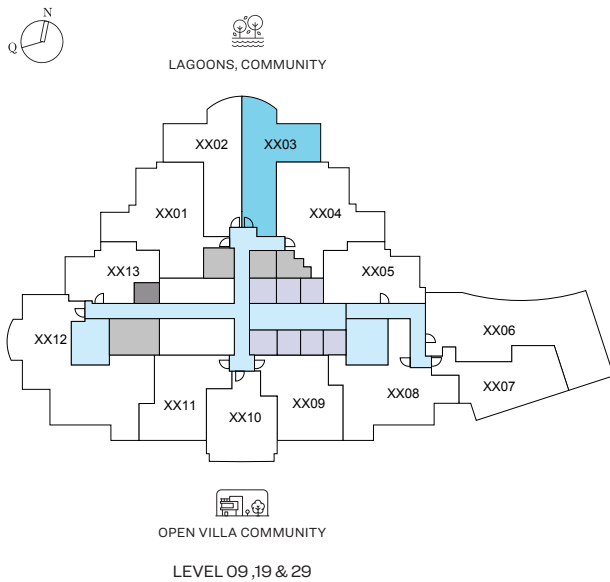 N
Q
LAGOONS, COMMUNITY
XX02
XX03
XX01
XX04
XX13
XX05
XX12
XX06
XX07
XX11
XX10
XX09
XX08
OPEN VILLA COMMUNITY
LEVEL 09 ,19 & 29